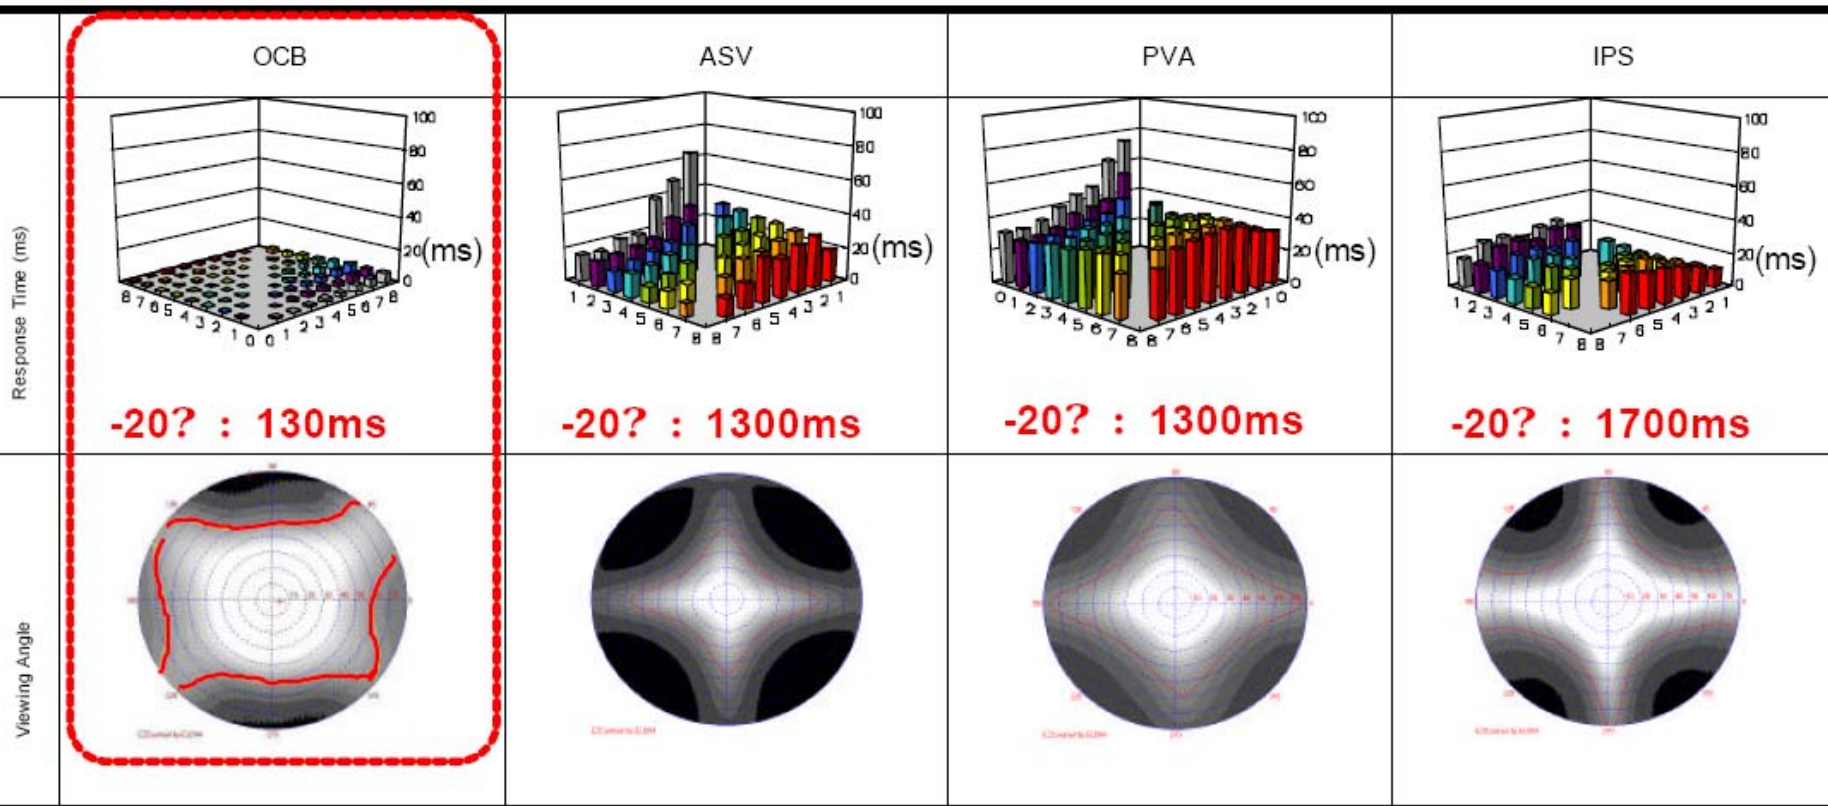 OCB
ASV
PVA
IPS
Response Time (ms)
100
80
60
40
20
0
(ms)
8 7 6 5 4 3 2 1 0
0 1 2 3 4 5 6 7 8
100
80
60
40
20
0
(ms)
1 2 3 4 5 6 7 8
8 7 6 5 4 3 2 1
100
80
60
40
20
0
(ms)
0 1 2 3 4 5 6 7 8
8 7 6 5 4 3 2 1 0
100
80
60
40
20
0
(ms)
1 2 3 4 5 6 7 8
8 7 6 5 4 3 2 1
-20? : 130ms
-20? : 1300ms
-20? : 1300ms
-20? : 1700ms
Viewing Angle